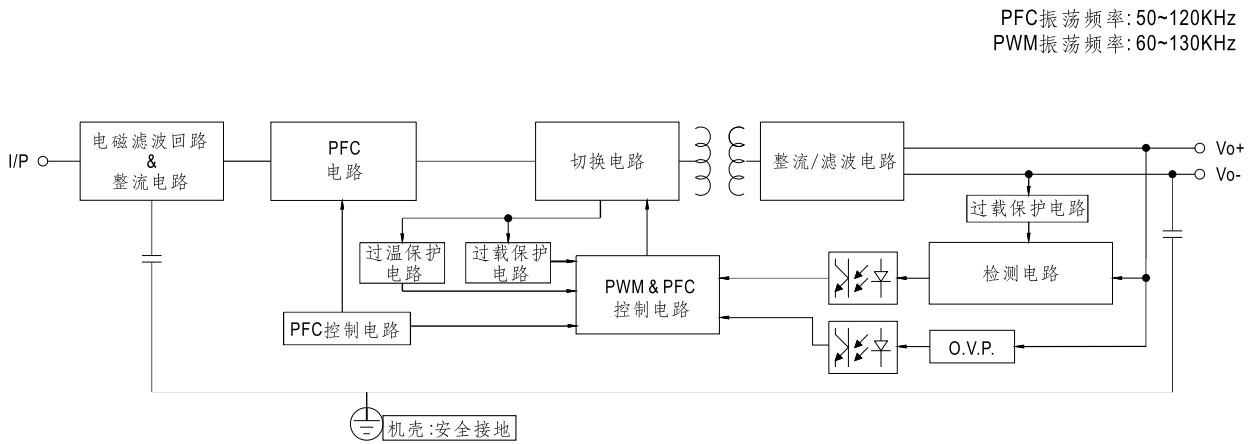 PFC振荡频率:50~120KHz
PWM振荡频率:60~130KHz
I/P
电磁滤波回路
&
整流电路
PFC
电路
切换电路
整流/滤波电路
Vo+
Vo-
过载保护电路
过温保护
电路
过载保护
电路
检测电路
PWM & PFC
控制电路
PFC控制电路
O.V.P.
机壳:安全接地